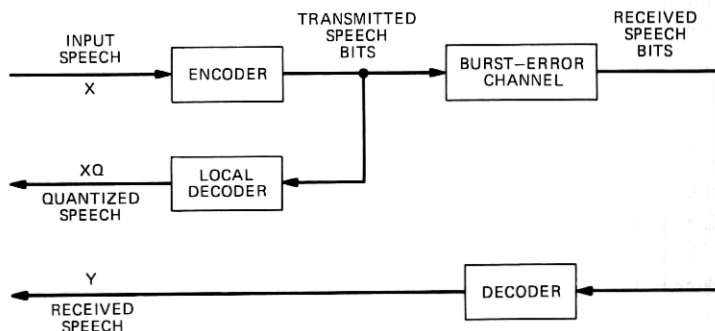 INPUT
SPEECH
X
ENCODER
TRANSMITTED
SPEECH
BITS
BURST–ERROR
CHANNEL
RECEIVED
SPEECH
BITS
XQ
QUANTIZED
SPEECH
LOCAL
DECODER
Y
RECEIVED
SPEECH
DECODER